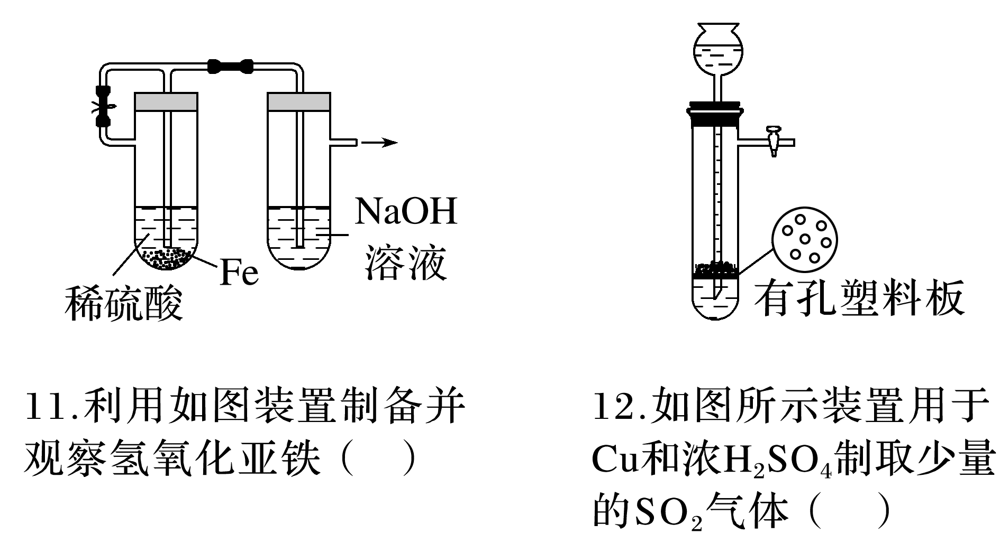 NaOH
溶液
Fe
稀硫酸
有孔塑料板
11.利用如图装置制备并
观察氢氧化亚铁（　）
12.如图所示装置用于
Cu和浓H₂SO₄制取少量
的SO₂气体（　）